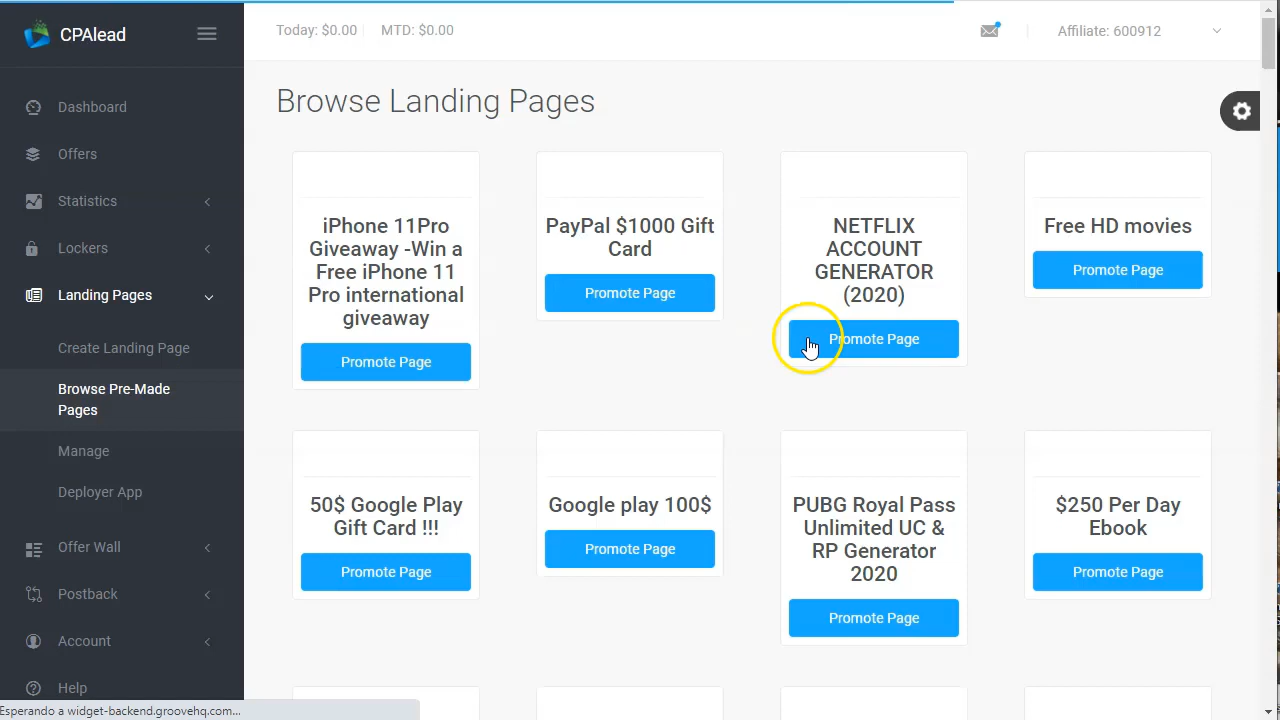 CPAlead
Today: $0.00
MTD: $0.00
Affiliate: 600912
Dashboard
Offers
Statistics
Lockers
Landing Pages
Create Landing Page
Browse Pre-Made
Pages
Manage
Deployer App
Offer Wall
Postback
Account
Help
Browse Landing Pages
iPhone 11Pro
Giveaway -Win a
Free iPhone 11
Pro international
giveaway
Promote Page
PayPal $1000 Gift
Card
Promote Page
NETFLIX
ACCOUNT
GENERATOR
(2020)
Promote Page
Free HD movies
Promote Page
50$ Google Play
Gift Card !!!
Promote Page
Google play 100$
Promote Page
PUBG Royal Pass
Unlimited UC &
RP Generator
2020
Promote Page
$250 Per Day
Ebook
Promote Page
Esperando a widget-backend.groovehq.com...